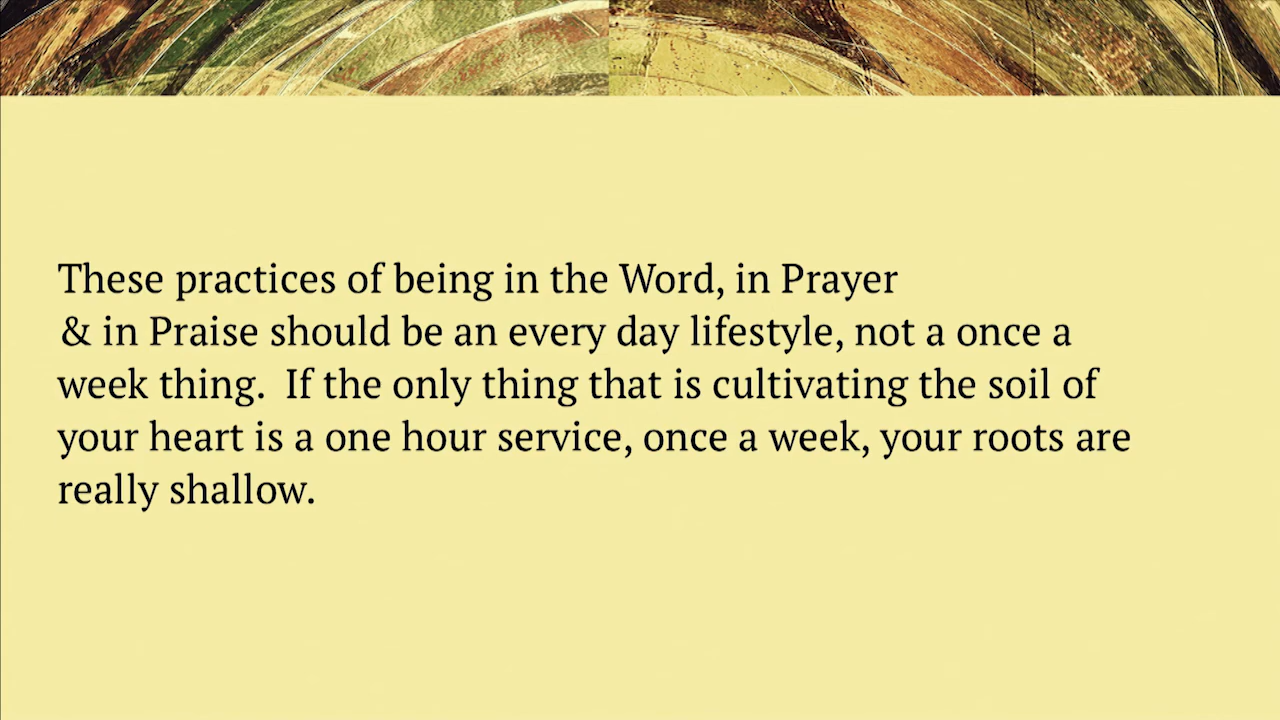 These practices of being in the Word, in Prayer
& in Praise should be an every day lifestyle, not a once a
week thing.  If the only thing that is cultivating the soil of
your heart is a one hour service, once a week, your roots are
really shallow.